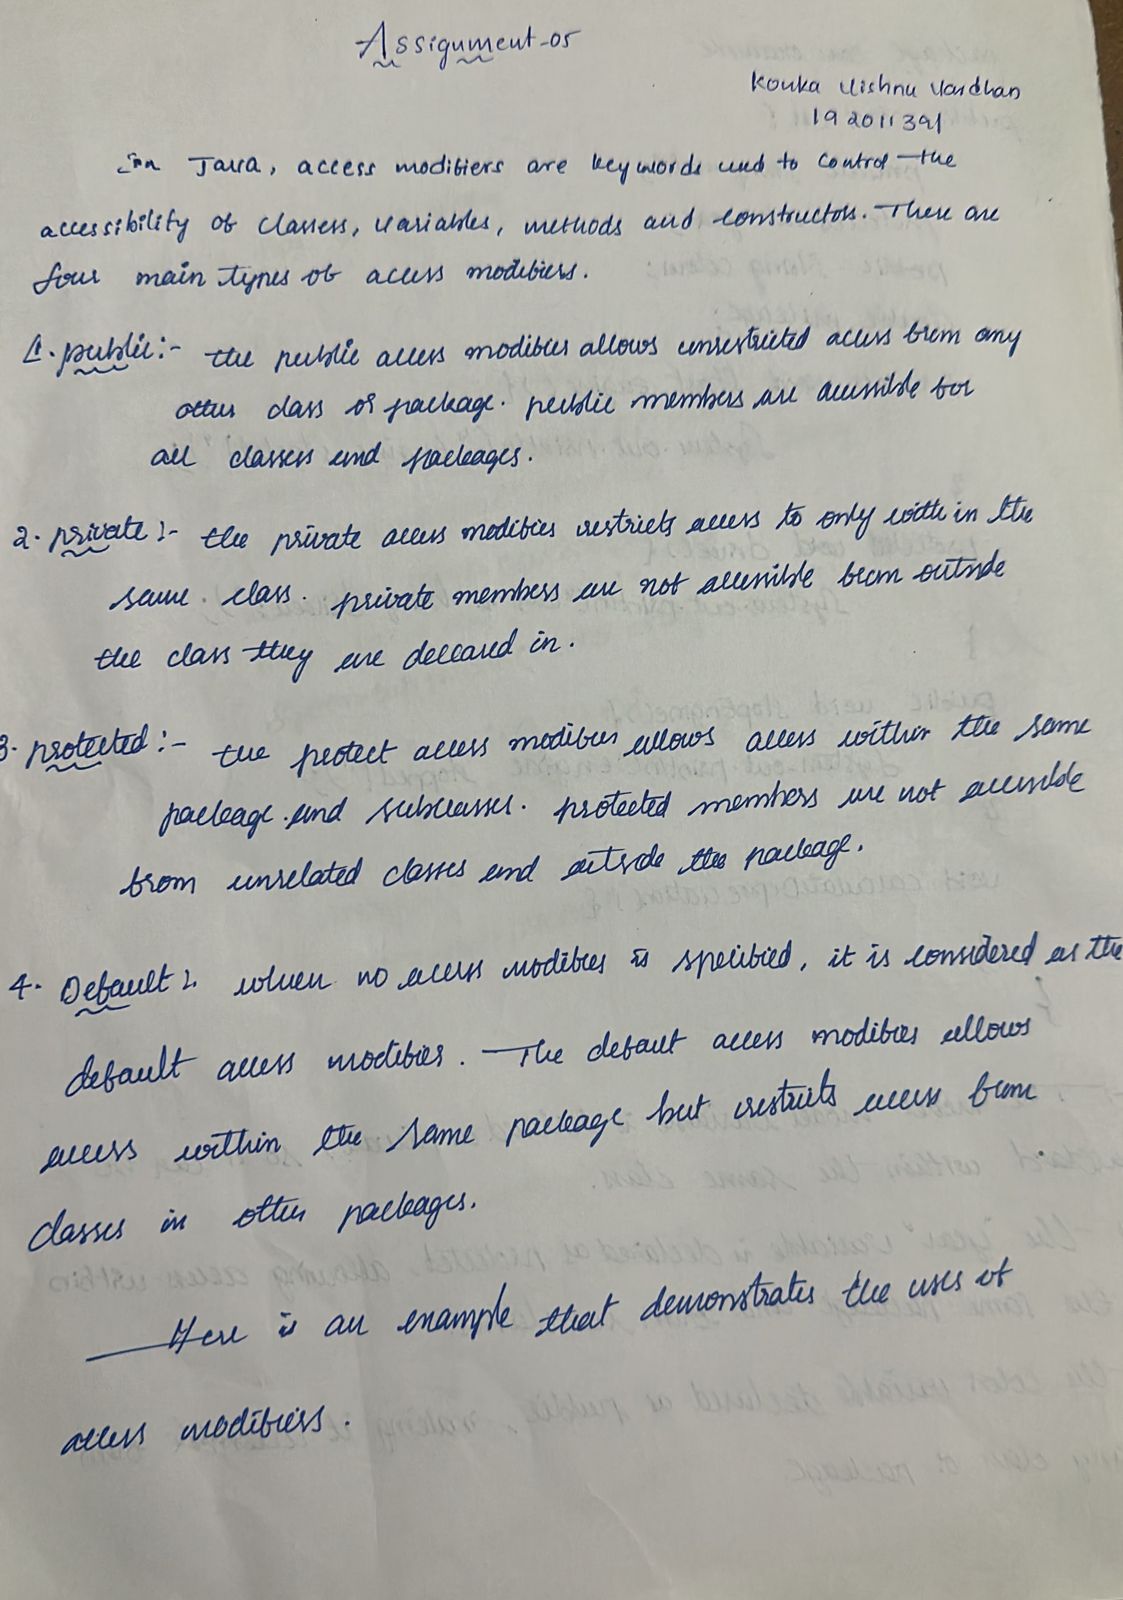 Assignment-05
Konka Vishnu Vardhan
192011391
In Java, access modifiers are keywords used to control the
accessibility of classess, variables, methods and constructors. There are
four main types of access modifiers.
1. public:- the public access modifier allows unrestricted access from any
other class or package. public members are acessible for
all classes and packages.
2. private :- the private access modifier restricts access to only with in the
same class. private members are not accessible from outside
the class they are deleared in.
3. protected :- the protect access modifier allows access within the same
package and subclasses. protected members are not accessible
from unrelated classes and outside the package.
4. Default :. when no access modifier is specified, it is considered as the
default access modifier. The default access modifier allows
access within the same package but restricts access from
classes in other packages.
Here is an example that demonstrates the uses of
access modifiers.